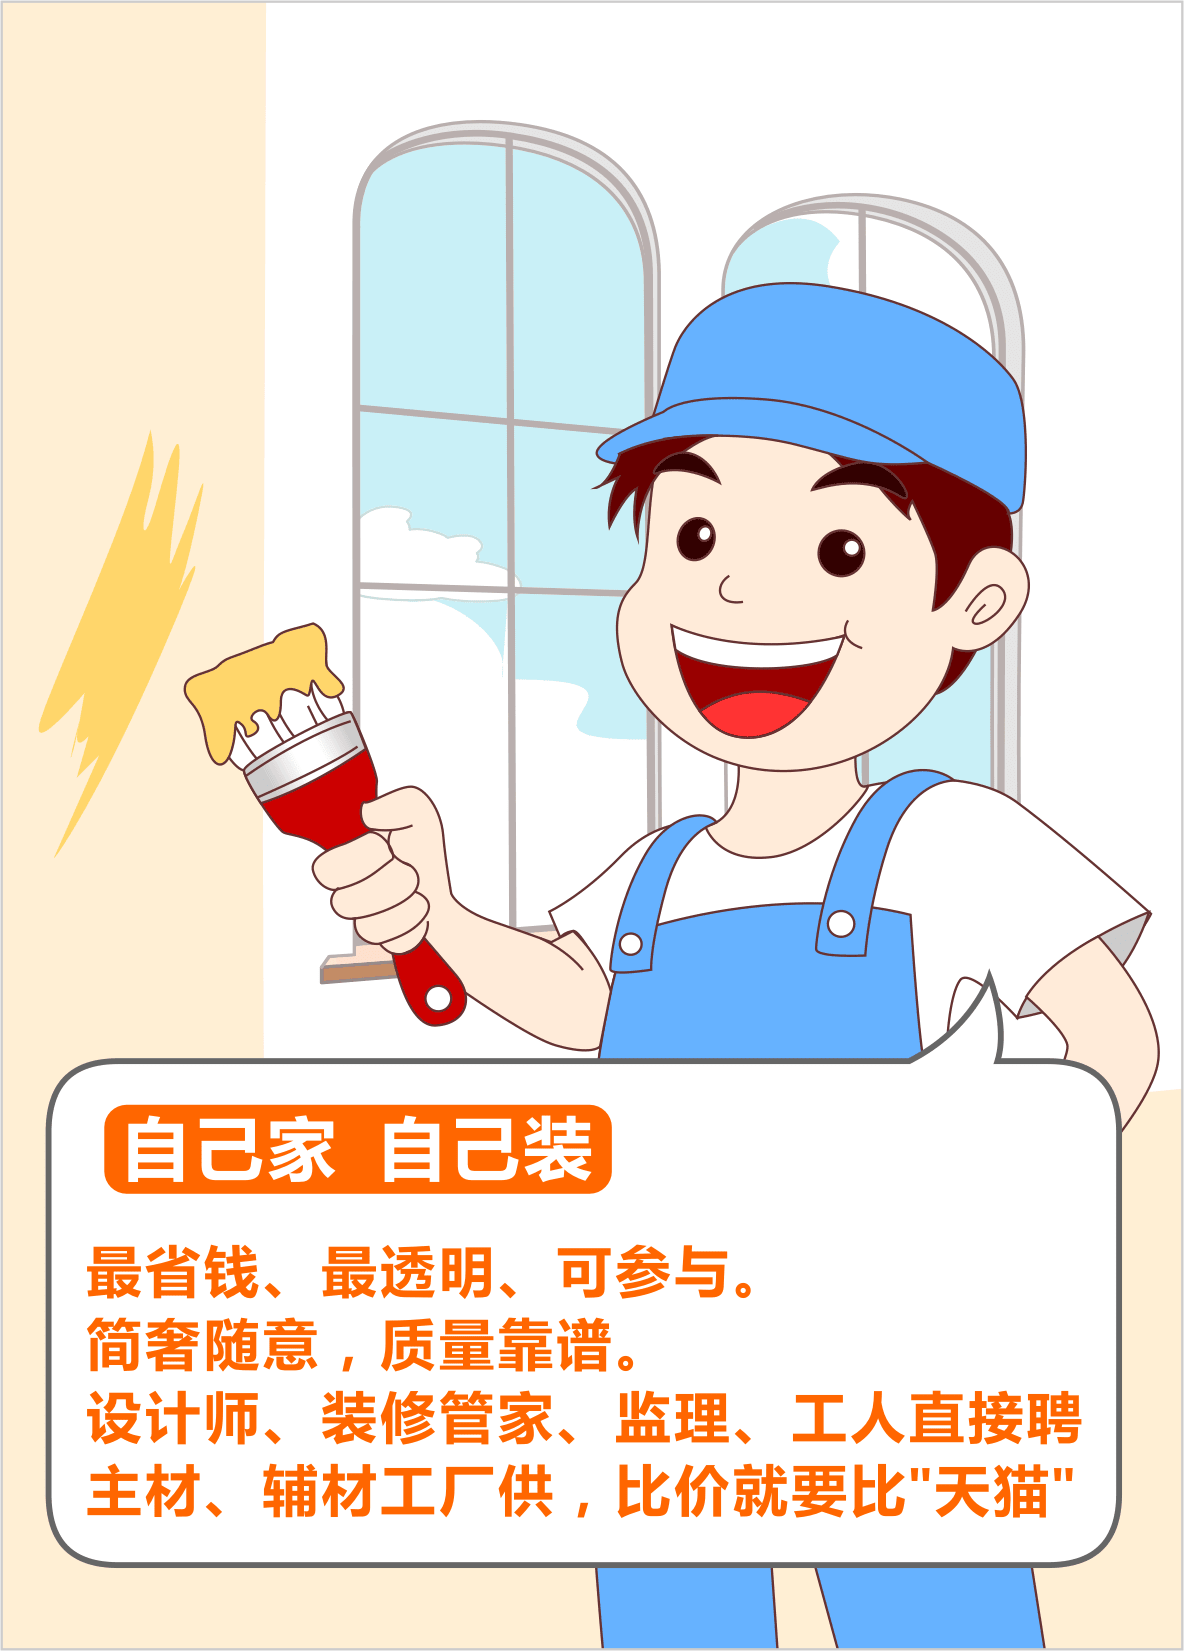 自己家 自己装
最省钱、最透明、可参与。
简奢随意，质量靠谱。
设计师、装修管家、监理、工人直接聘
主材、辅材工厂供，比价就要比"天猫"